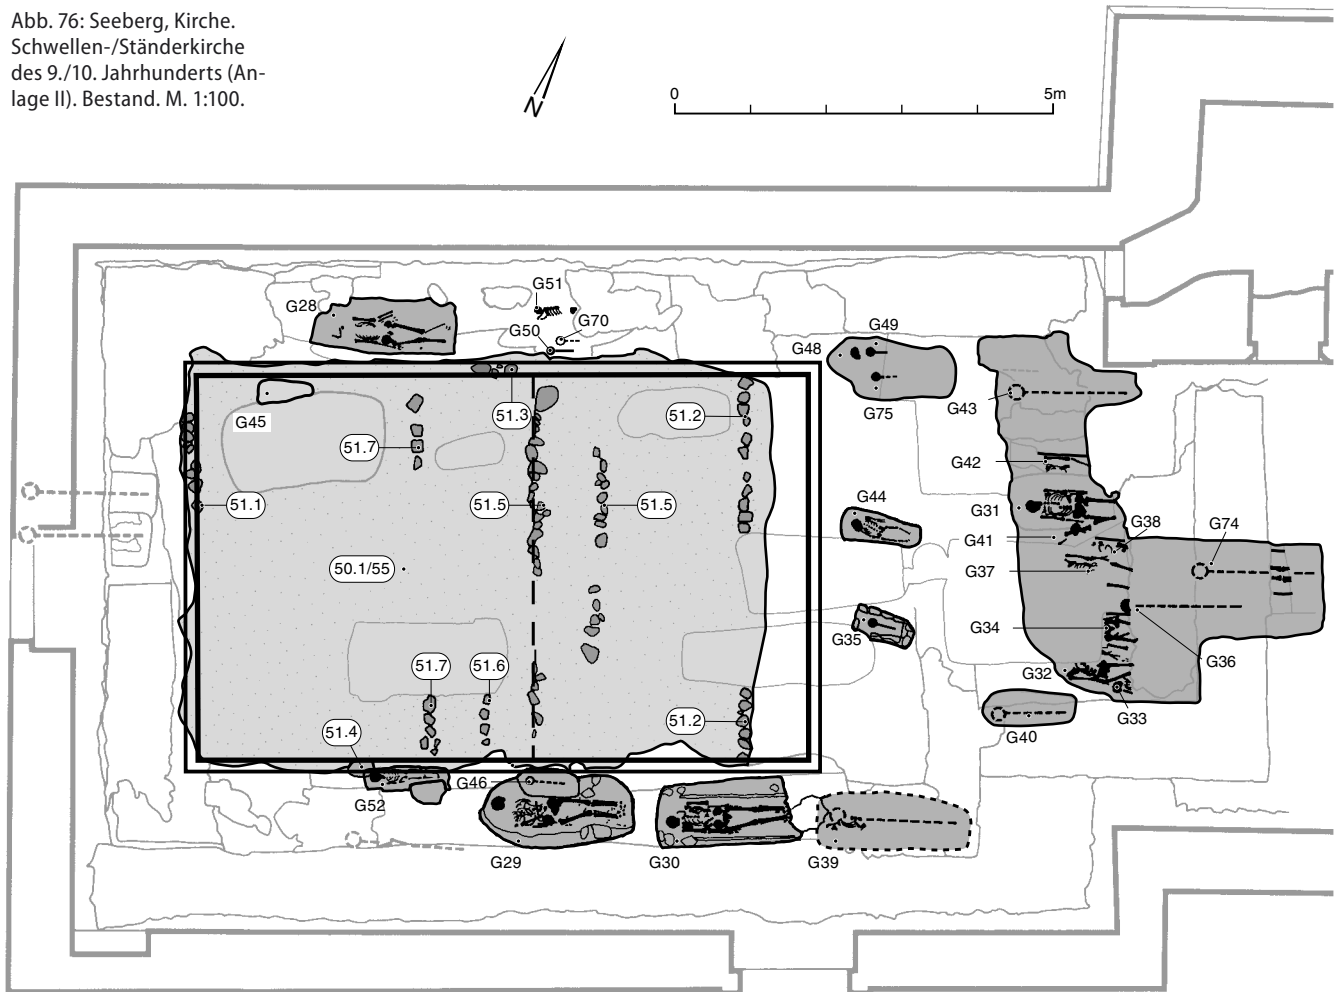 Abb. 76: Seeberg, Kirche.
Schwellen-/Ständerkirche
des 9./10. Jahrhunderts (An-
lage II). Bestand. M. 1:100.
N
0 5m
G51
G28
G70
G50
G49
G48
G75
G43
G45
51.3
51.2
51.7
G42
51.1
51.5
51.5
G44
G31
G38
G74
G41
G37
50.1/55
G34
G35
G36
51.7
51.6
G32
G33
51.2
51.4
G40
G46
G52
G29
G30
G39